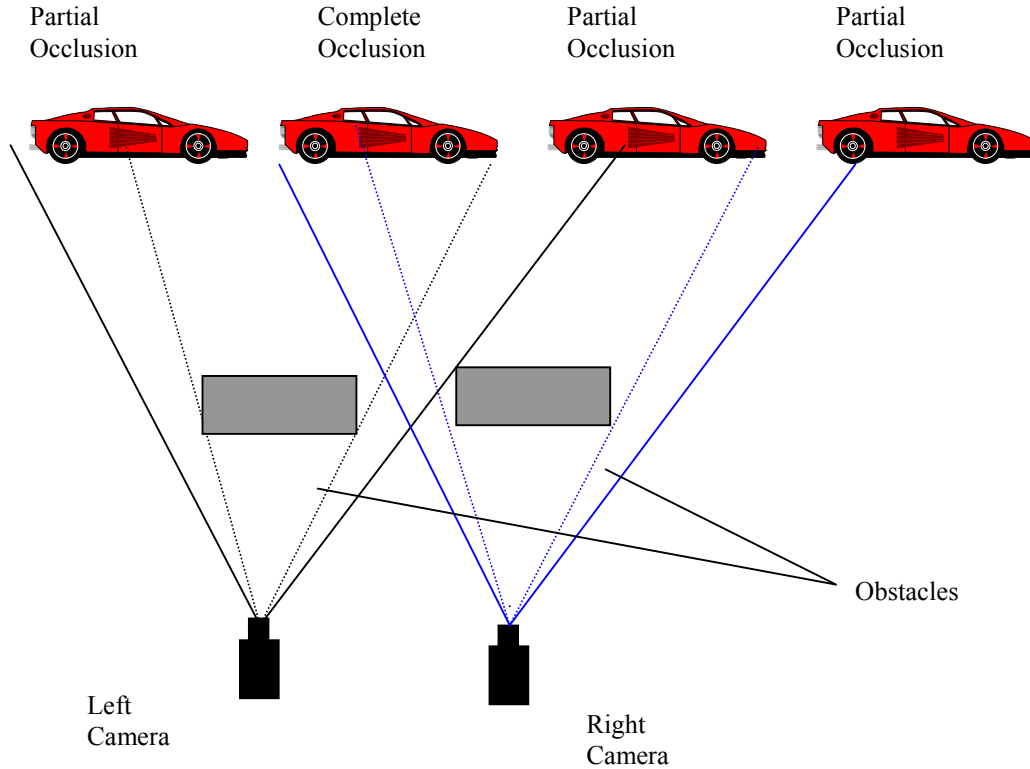 Partial
Occlusion
Complete
Occlusion
Partial
Occlusion
Partial
Occlusion
Obstacles
Left
Camera
Right
Camera